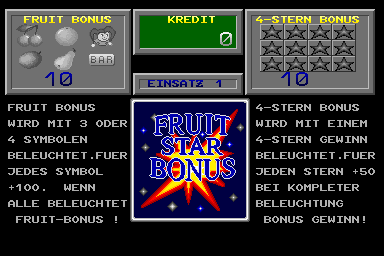 FRUIT BONUS
BAR
10
KREDIT
0
EINSATZ 1
4-STERN BONUS
10
FRUIT BONUS
WIRD MIT 3 ODER
4 SYMBOLEN
BELEUCHTET.FUER
JEDES SYMBOL
+100. WENN
ALLE BELEUCHTET
FRUIT-BONUS !
FRUIT
STAR
BONUS
4-STERN BONUS
WIRD MIT EINEM
4-STERN GEWINN
BELEUCHTET.FUER
JEDEN STERN +50
BEI KOMPLETER
BELEUCHTUNG
BONUS GEWINN!